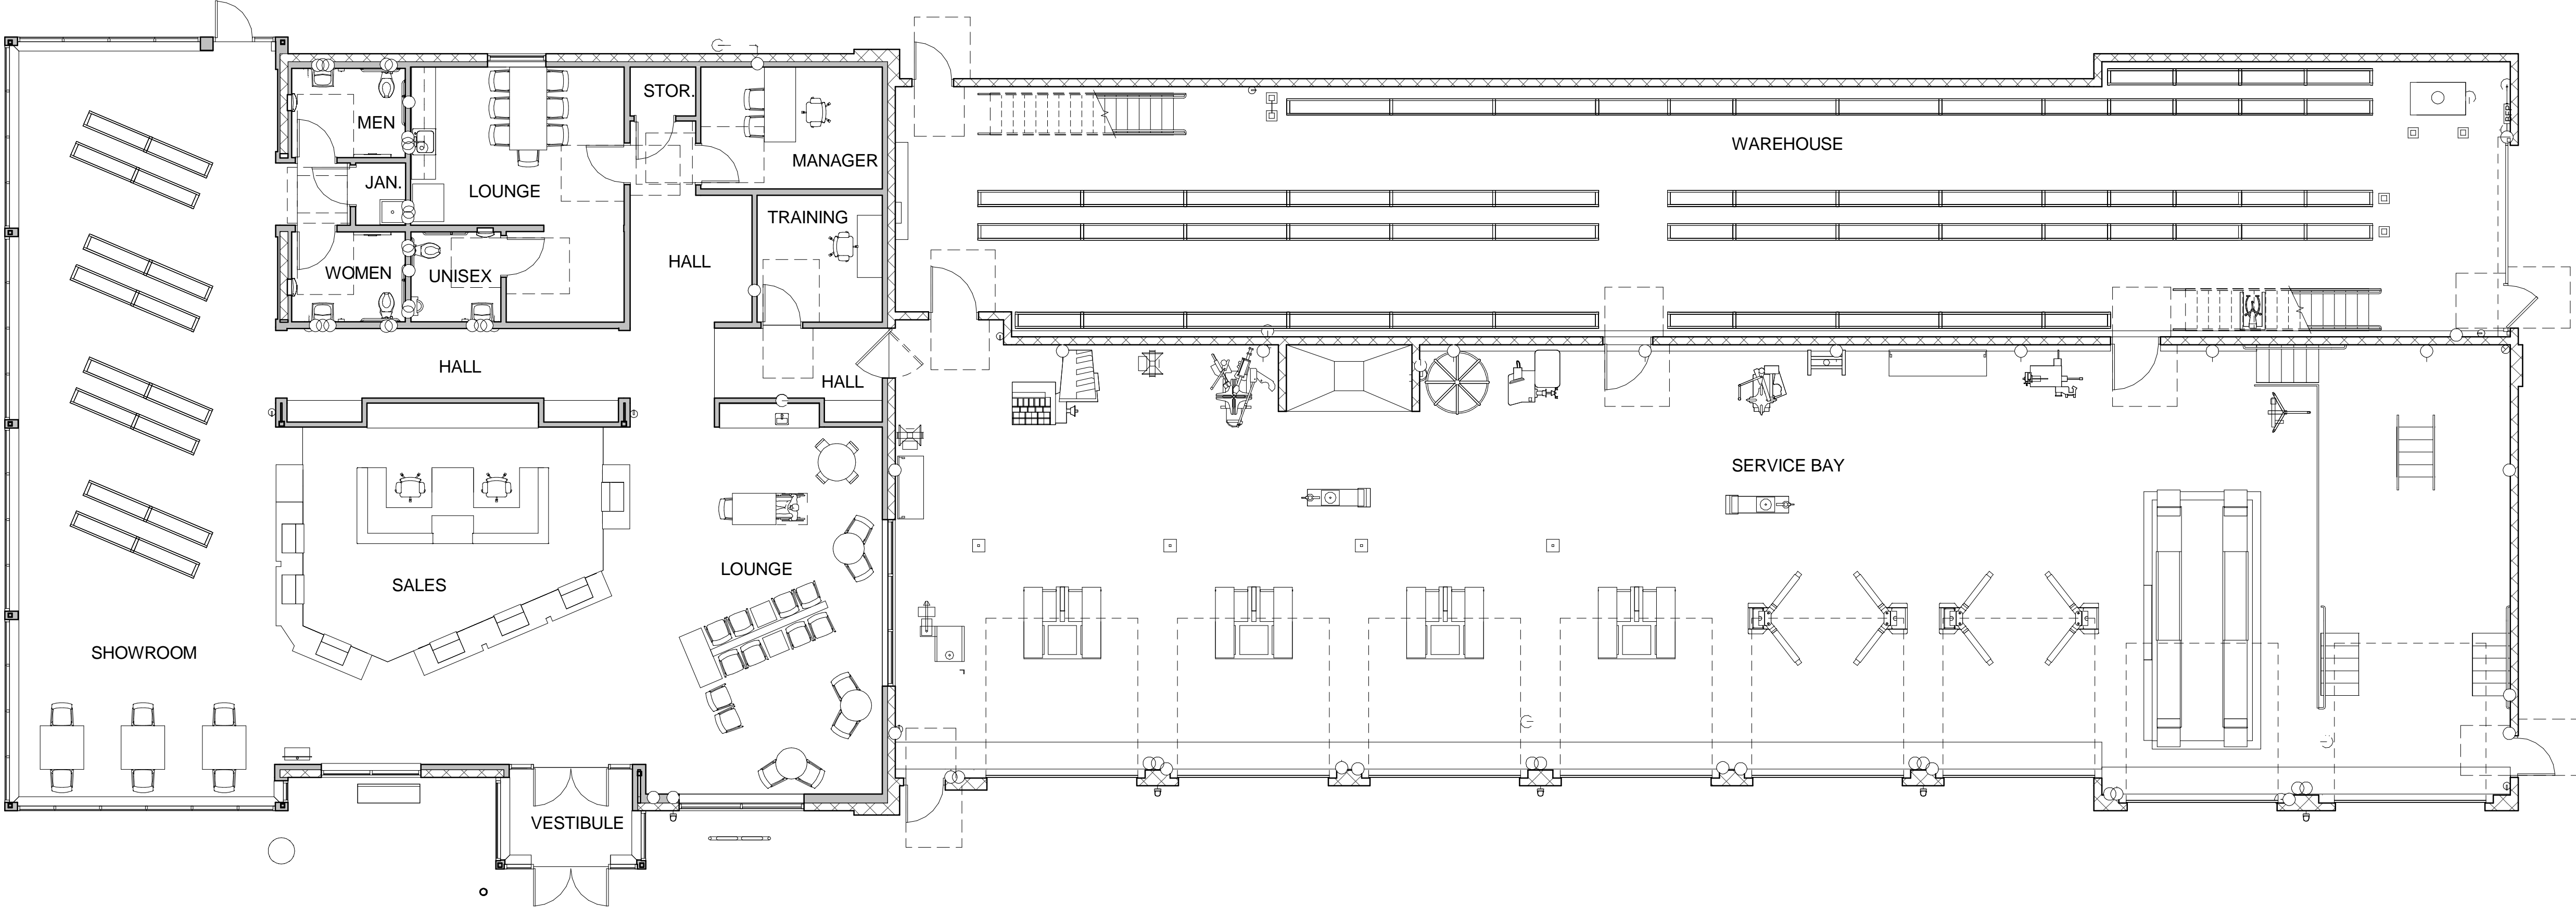 STOR.
MEN
WAREHOUSE
MANAGER
JAN.
LOUNGE
TRAINING
HALL
WOMEN
UNISEX
HALL
HALL
SERVICE BAY
LOUNGE
SALES
SHOWROOM
VESTIBULE